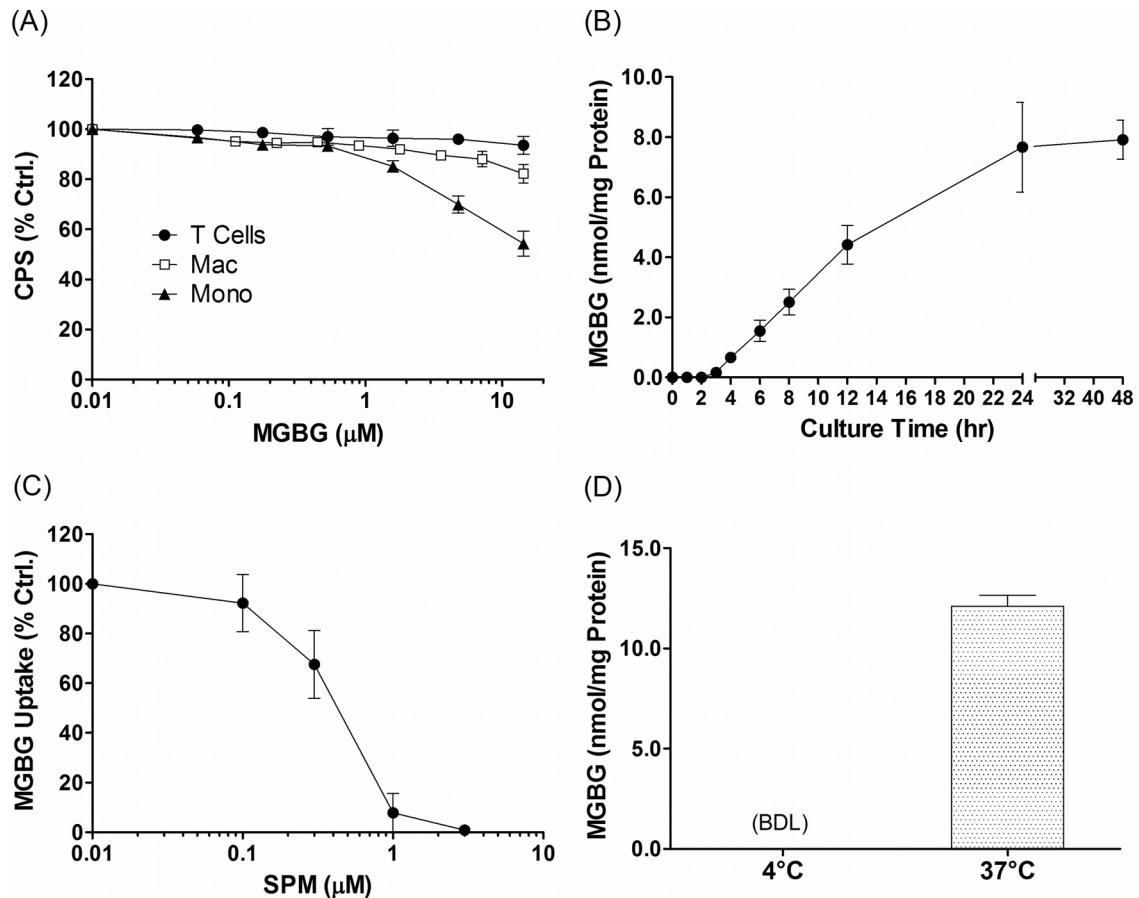 (A)
120
100
80
60
40
20
0
CPS (% Ctrl.)
T Cells
Mac
Mono
0.01 0.1 1 10
MGBG (μM)
(B)
10.0
8.0
6.0
4.0
2.0
0.0
MGBG (nmol/mg Protein)
0 2 4 6 8 10 12 14 16 18 20 22 24 32 40 48
Culture Time (hr)
(C)
120
100
80
60
40
20
0
MGBG Uptake (% Ctrl.)
0.01 0.1 1 10
SPM (μM)
(D)
15.0
10.0
5.0
0.0
MGBG (nmol/mg Protein)
(BDL)
4°C 37°C